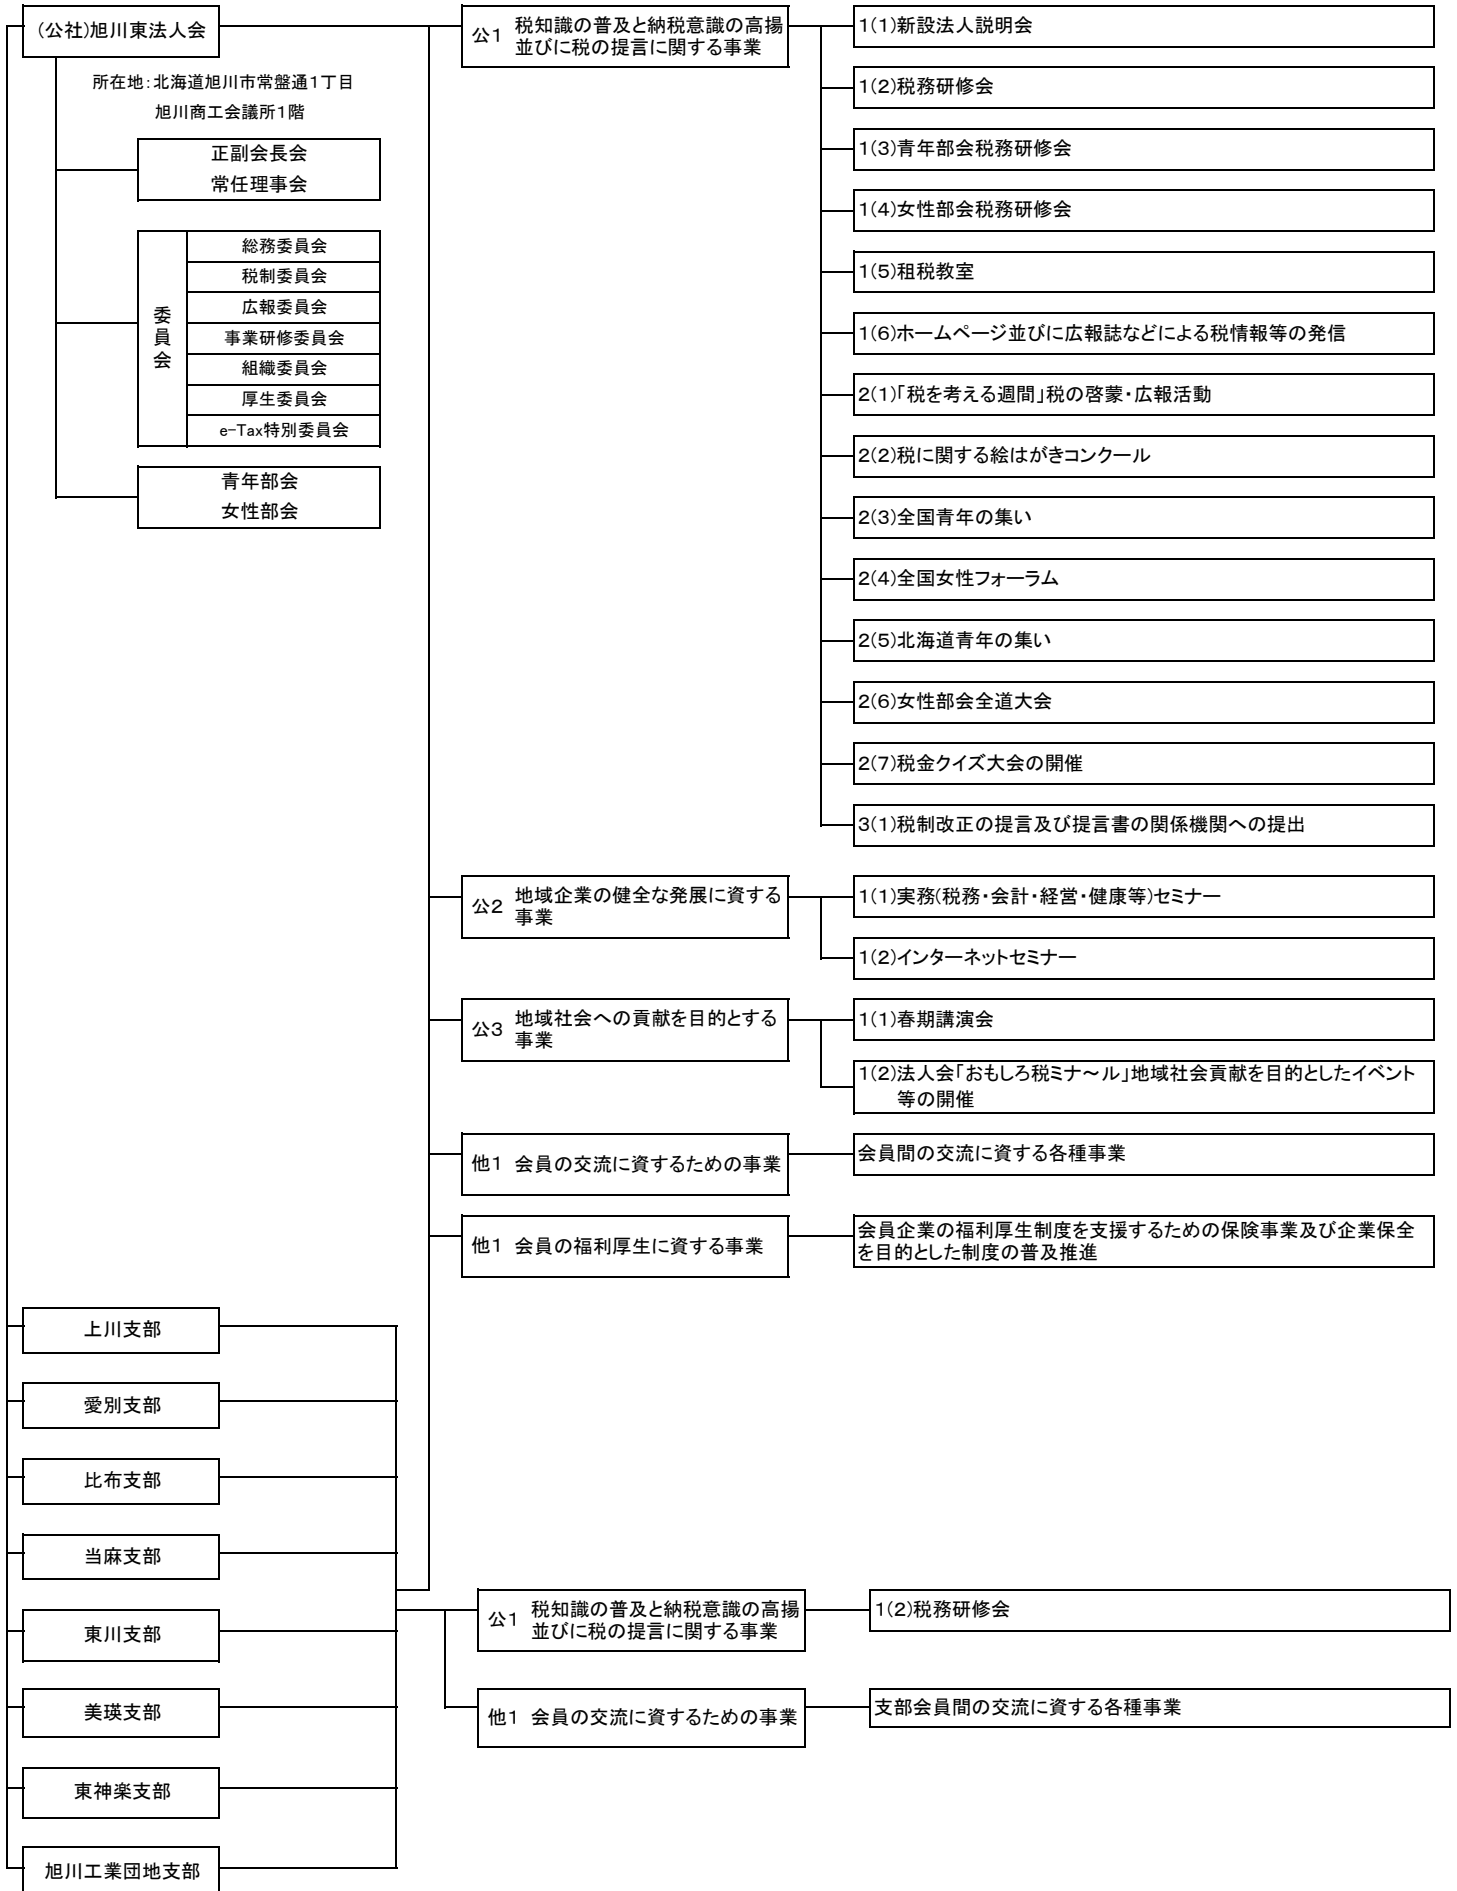 (公社)旭川東法人会
所在地:北海道旭川市常盤通1丁目
旭川商工会議所1階
正副会長会
常任理事会
委員会
総務委員会
税制委員会
広報委員会
事業研修委員会
組織委員会
厚生委員会
e-Tax特別委員会
青年部会
女性部会
公1 税知識の普及と納税意識の高揚
並びに税の提言に関する事業
1(1)新設法人説明会
1(2)税務研修会
1(3)青年部会税務研修会
1(4)女性部会税務研修会
1(5)租税教室
1(6)ホームページ並びに広報誌などによる税情報等の発信
2(1)「税を考える週間」税の啓蒙・広報活動
2(2)税に関する絵はがきコンクール
2(3)全国青年の集い
2(4)全国女性フォーラム
2(5)北海道青年の集い
2(6)女性部会全道大会
2(7)税金クイズ大会の開催
3(1)税制改正の提言及び提言書の関係機関への提出
公2 地域企業の健全な発展に資する
事業
1(1)実務(税務・会計・経営・健康等)セミナー
1(2)インターネットセミナー
公3 地域社会への貢献を目的とする
事業
1(1)春期講演会
1(2)法人会「おもしろ税ミナ~ル」地域社会貢献を目的としたイベント
等の開催
他1 会員の交流に資するための事業
会員間の交流に資する各種事業
他1 会員の福利厚生に資する事業
会員企業の福利厚生制度を支援するための保険事業及び企業保全
を目的とした制度の普及推進
上川支部
愛別支部
比布支部
当麻支部
東川支部
美瑛支部
東神楽支部
旭川工業団地支部
公1 税知識の普及と納税意識の高揚
並びに税の提言に関する事業
1(2)税務研修会
他1 会員の交流に資するための事業
支部会員間の交流に資する各種事業